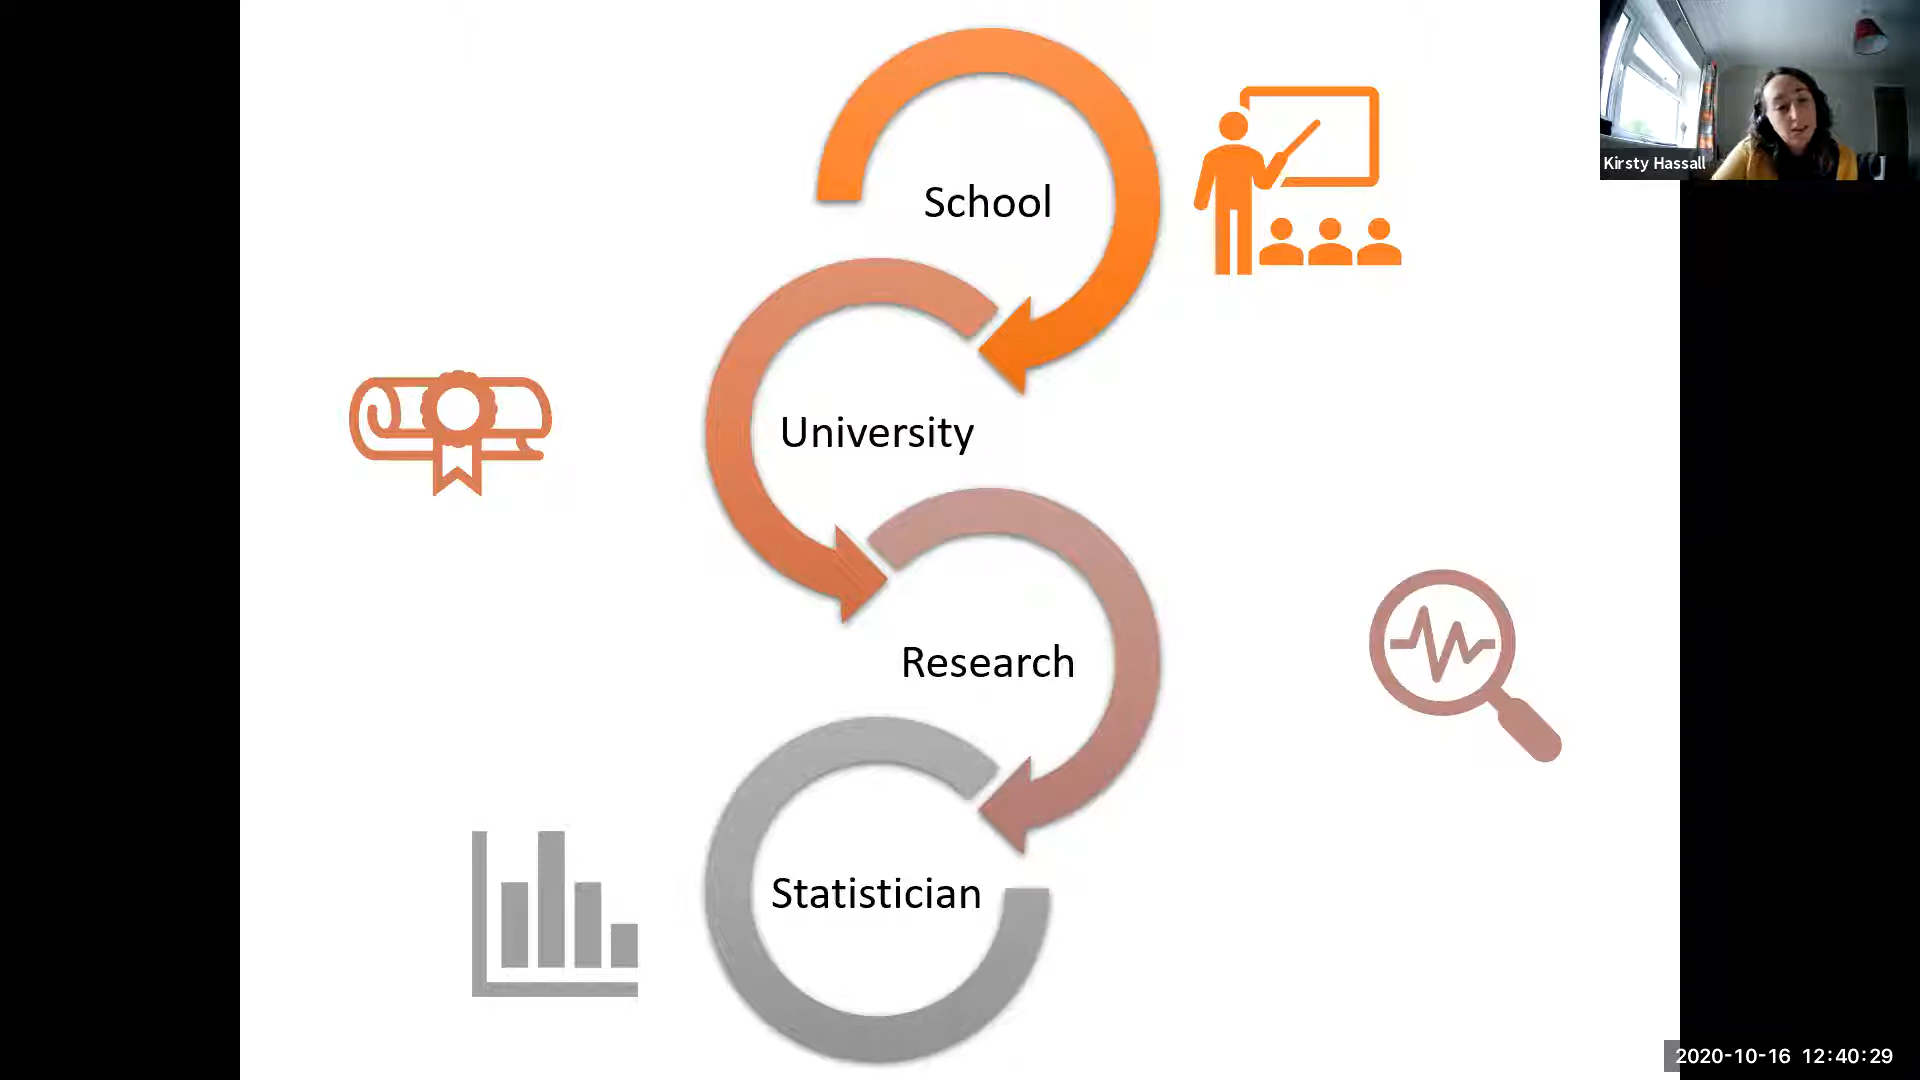 School
Kirsty Hassall
University
Research
Statistician
2020-10-16 12:40:29